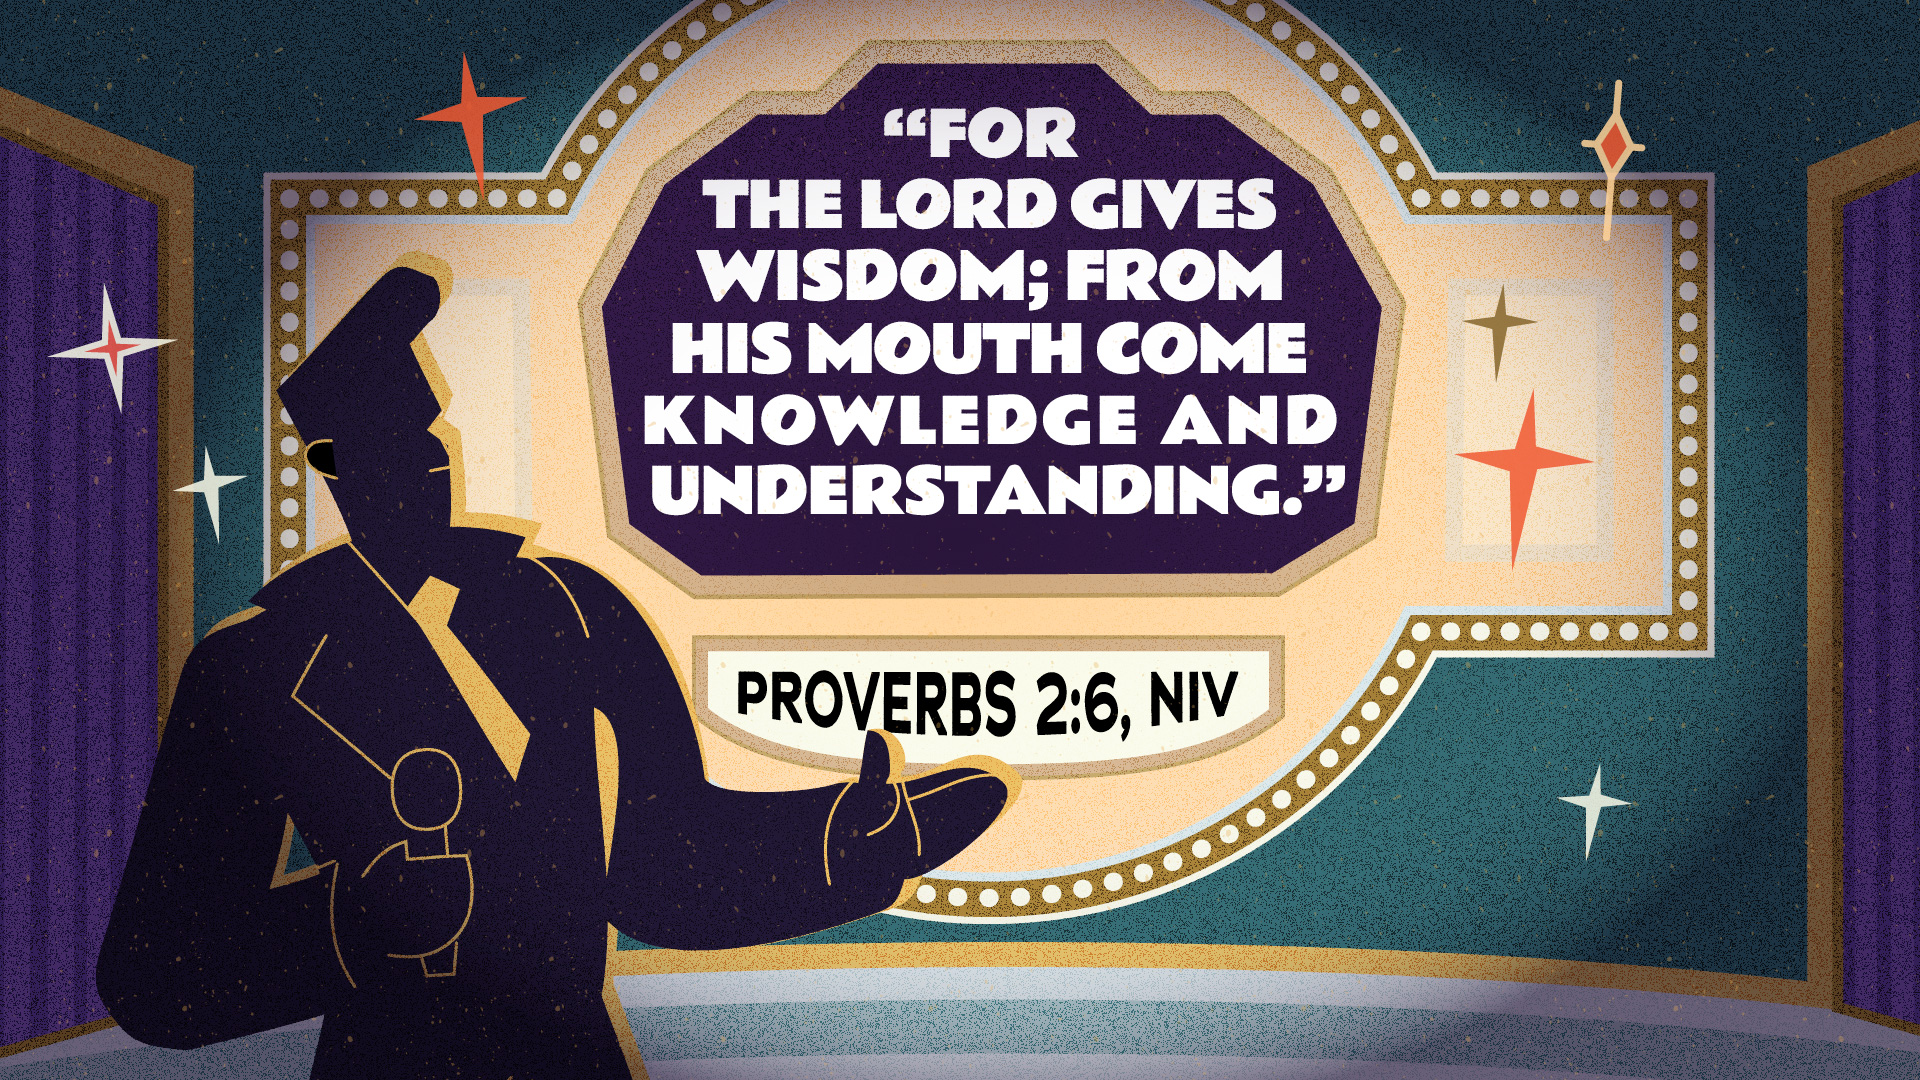 “FOR
THE LORD GIVES
WISDOM; FROM
HIS MOUTH COME
KNOWLEDGE AND
UNDERSTANDING.”
PROVERBS 2:6, NIV